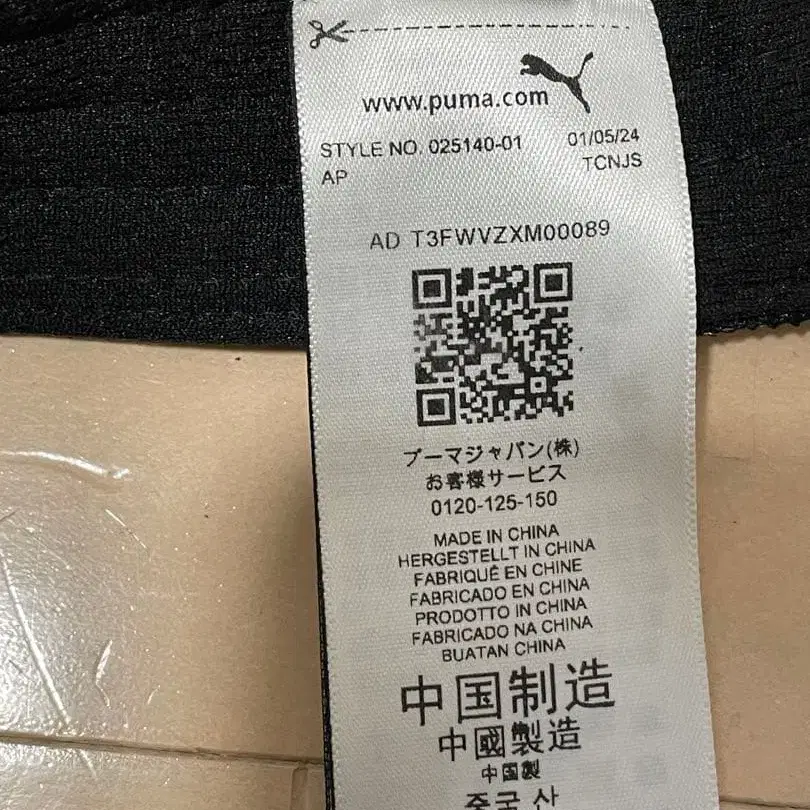 www.puma.com
STYLE NO. 025140-01 01/05/24
AP TCNJS
AD T3FWVZXM00089
プーマジャパン(株)
お客様サービス
0120-125-150
MADE IN CHINA
HERGESTELLT IN CHINA
FABRIQUÉ EN CHINE
FABRICADO EN CHINA
PRODOTTO IN CHINA
FABRICADO NA CHINA
BUATAN CHINA
中国制造
中國製造
中国製
중국 산